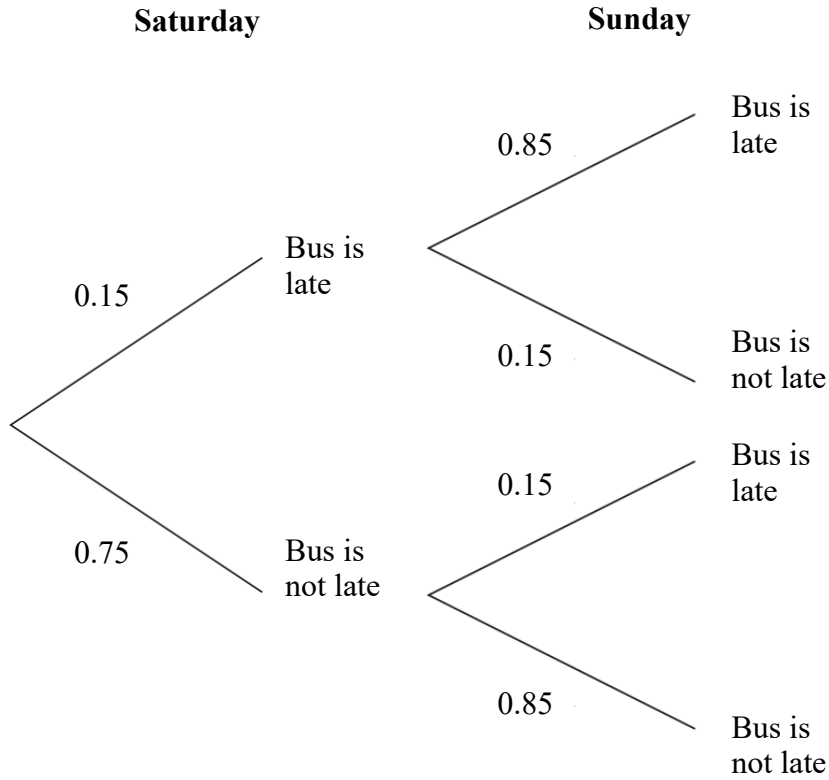 Saturday
Sunday
Bus is
late
0.85
Bus is
late
0.15
0.15
Bus is
not late
Bus is
late
0.15
0.75
Bus is
not late
0.85
Bus is
not late